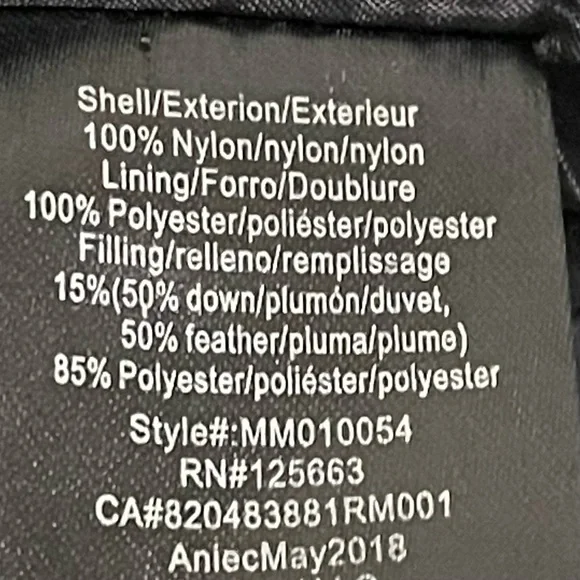 Shell/Exterion/Exterleur
100% Nylon/nylon/nylon
Lining/Forro/Doublure
100% Polyester/poliéster/polyester
Filling/relleno/remplissage
15%(50% down/plumón/duvet,
50% feather/pluma/plume)
85% Polyester/poliéster/polyester
Style#:MM010054
RN#125663
CA#820483881RM001
AniecMay2018